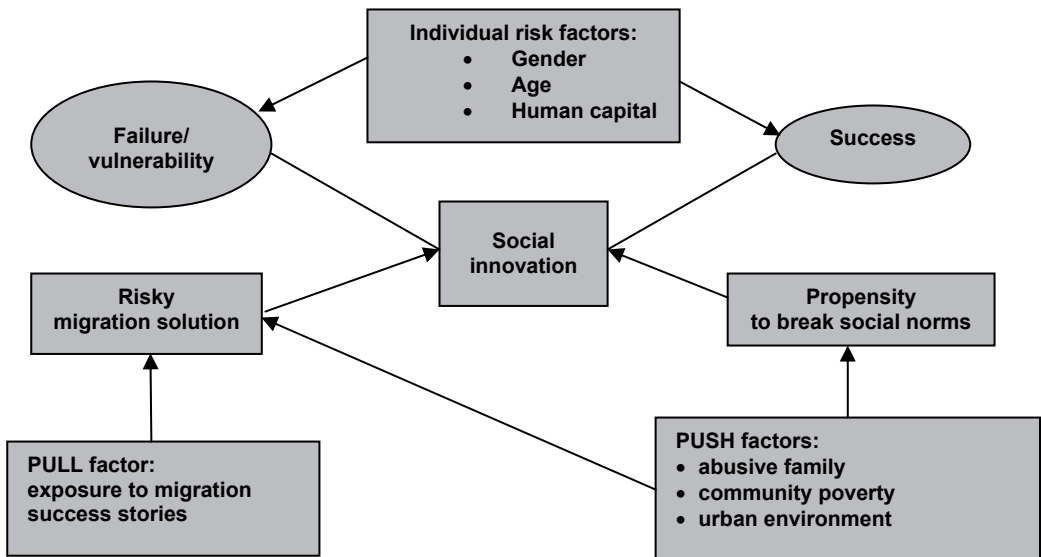 Individual risk factors:
• Gender
• Age
• Human capital
Failure/
vulnerability
Success
Social
innovation
Risky
migration solution
Propensity
to break social norms
PULL factor:
exposure to migration
success stories
PUSH factors:
• abusive family
• community poverty
• urban environment